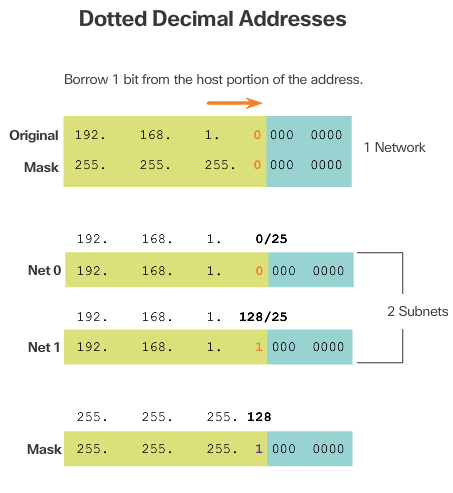 Dotted Decimal Addresses
Borrow 1 bit from the host portion of the address.
Original 192. 168. 1. 0 000 0000
Mask 255. 255. 255. 0 000 0000
1 Network
192. 168. 1. 0/25
Net 0 192. 168. 1. 0 000 0000
192. 168. 1. 128/25
2 Subnets
Net 1 192. 168. 1. 1 000 0000
255. 255. 255. 128
Mask 255. 255. 255. 1 000 0000